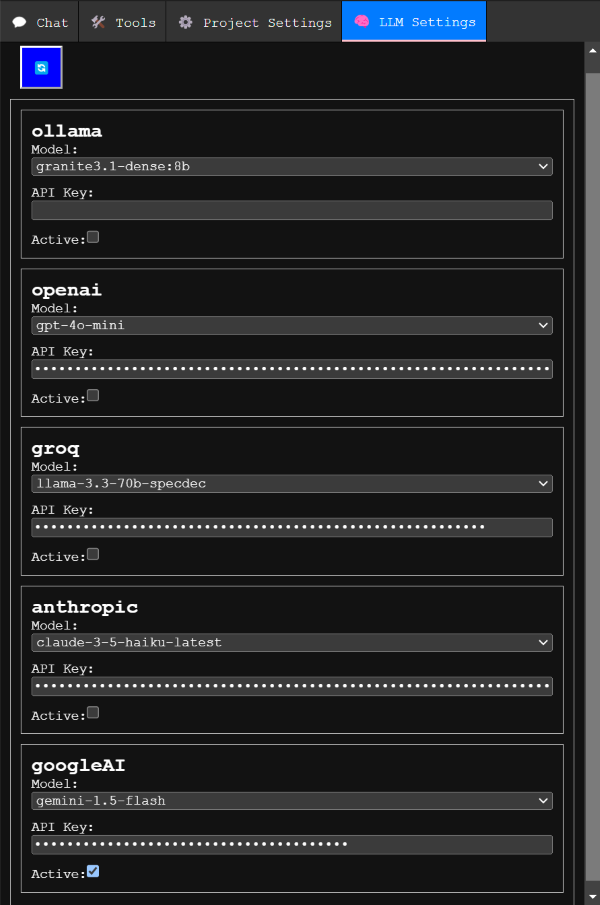 Chat Tools Project Settings LLM Settings
ollama
Model:
granite3.1-dense:8b
API Key:
Active:
openai
Model:
gpt-4o-mini
API Key:
Active:
groq
Model:
llama-3.3-70b-specdec
API Key:
Active:
anthropic
Model:
claude-3-5-haiku-latest
API Key:
Active:
googleAI
Model:
gemini-1.5-flash
API Key:
Active: